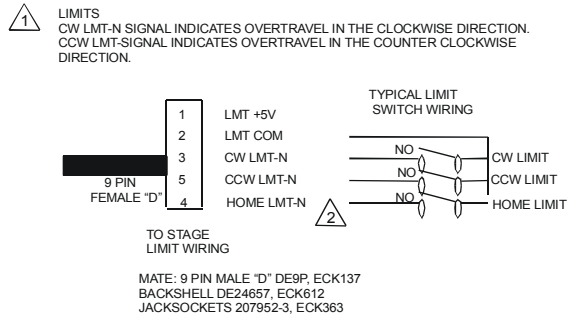 1
LIMITS
CW LMT-N SIGNAL INDICATES OVERTRAVEL IN THE CLOCKWISE DIRECTION.
CCW LMT-SIGNAL INDICATES OVERTRAVEL IN THE COUNTER CLOCKWISE
DIRECTION.
TYPICAL LIMIT
SWITCH WIRING
1 LMT +5V
2 LMT COM
3 CW LMT-N
5 CCW LMT-N
4 HOME LMT-N
NO
CW LIMIT
NO
CCW LIMIT
NO
HOME LIMIT
2
9 PIN
FEMALE “D”
TO STAGE
LIMIT WIRING
MATE: 9 PIN MALE “D” DE9P, ECK137
BACKSHELL DE24657, ECK612
JACKSOCKETS 207952-3, ECK363